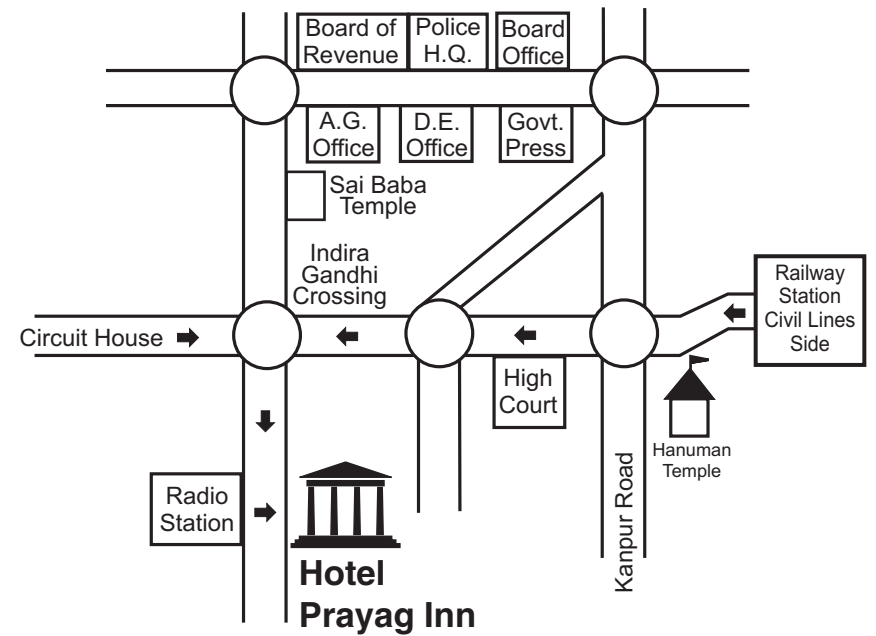 Board of
Revenue
Police
H.Q.
Board
Office
A.G.
Office
D.E.
Office
Govt.
Press
Sai Baba
Temple
Indira
Gandhi
Crossing
Railway
Station
Civil Lines
Side
Circuit House
High
Court
Hanuman
Temple
Kanpur Road
Radio
Station
Hotel
Prayag Inn